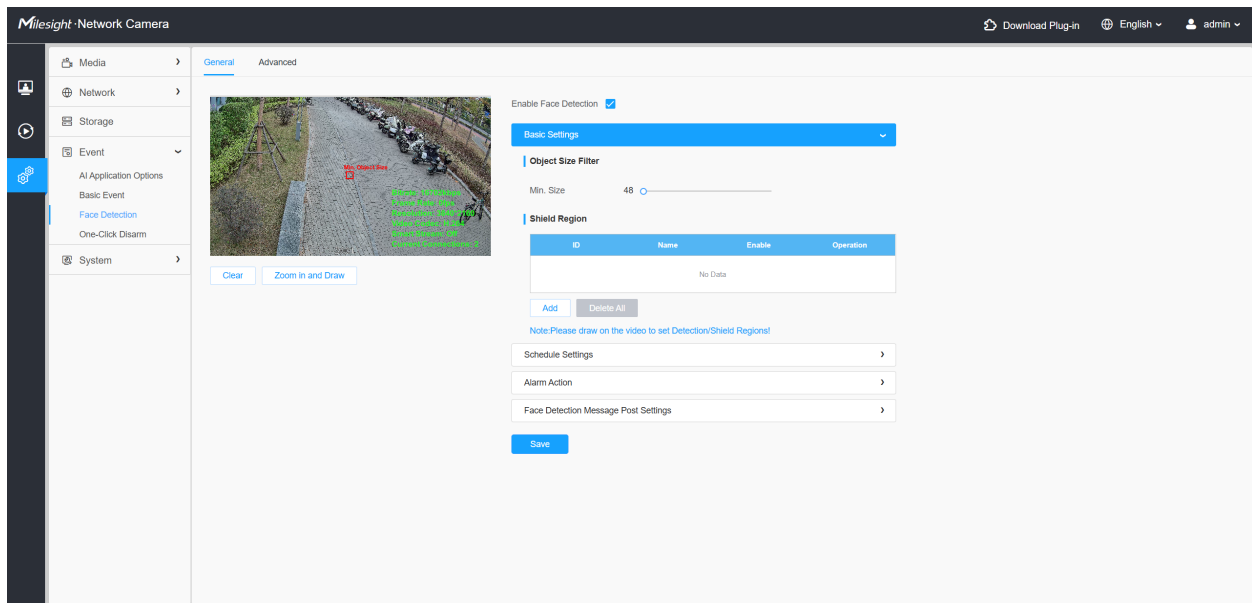 Milesight · Network Camera
Download Plug-in
English
admin
Media
Network
Storage
Event
AI Application Options
Basic Event
Face Detection
One-Click Disarm
System
General Advanced
Min. Object Size
Clear
Zoom in and Draw
Enable Face Detection
Basic Settings
Object Size Filter
Min. Size 48
Shield Region
ID Name Enable Operation
No Data
Add
Delete All
Note:Please draw on the video to set Detection/Shield Regions!
Schedule Settings
Alarm Action
Face Detection Message Post Settings
Save